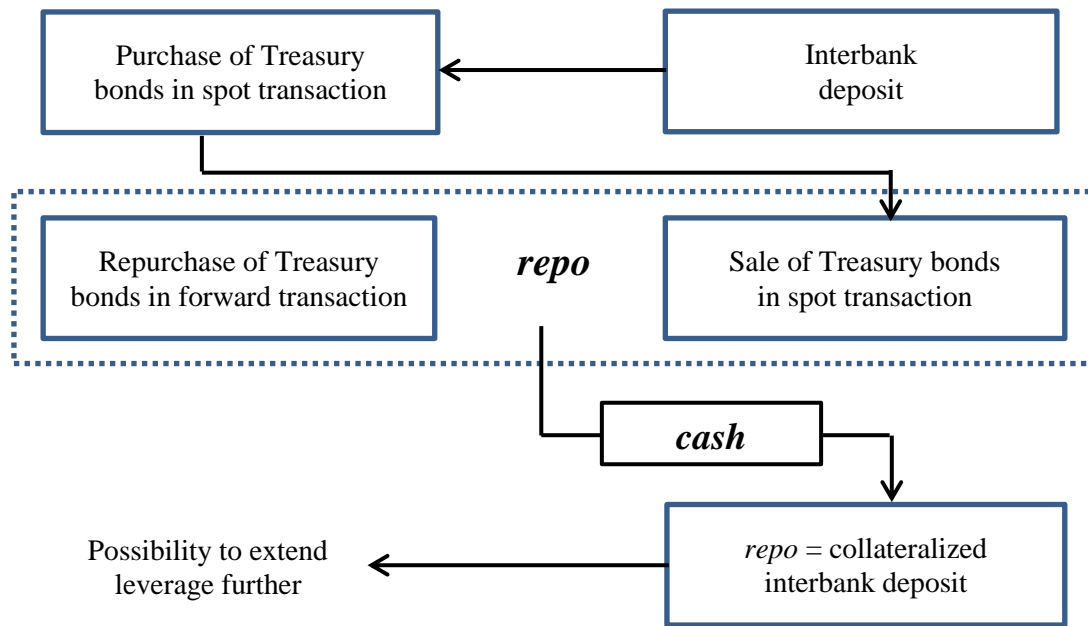 Purchase of Treasury
bonds in spot transaction
Interbank
deposit
Repurchase of Treasury
bonds in forward transaction
repo
Sale of Treasury bonds
in spot transaction
cash
Possibility to extend
leverage further
repo = collateralized
interbank deposit